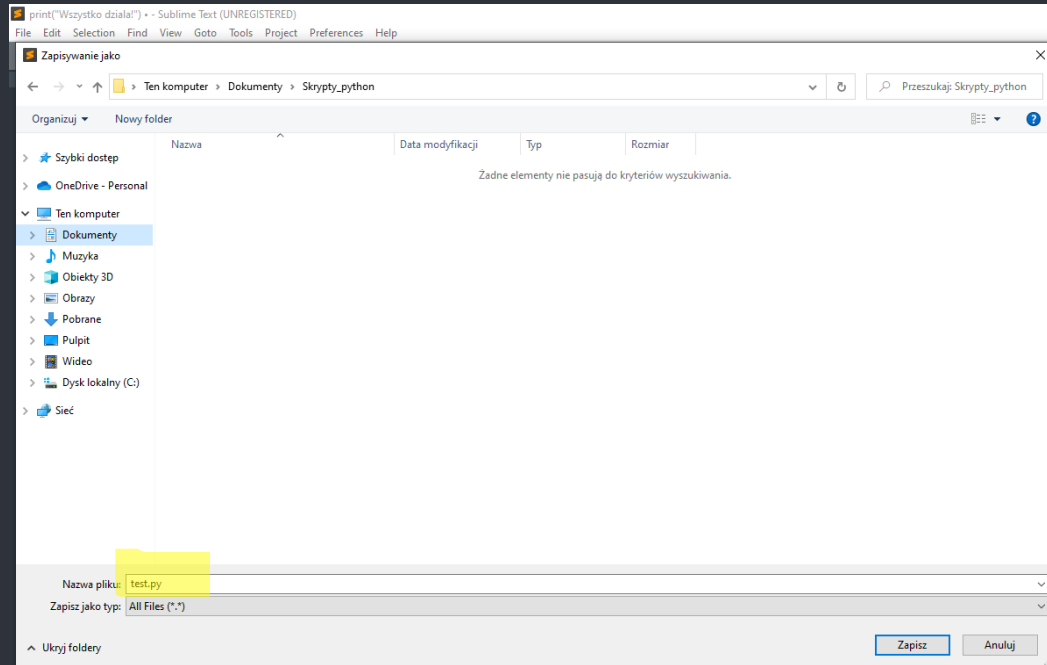 print("Wszystko działa!") • - Sublime Text (UNREGISTERED)
File Edit Selection Find View Goto Tools Project Preferences Help
Zapisywanie jako
Ten komputer › Dokumenty › Skrypty_python
Przeszukaj: Skrypty_python
Organizuj
New folder
Nazwa
Data modyfikacji
Typ
Rozmiar
Żadne elementy nie pasują do kryteriów wyszukiwania.
Szybki dostęp
OneDrive - Personal
Ten komputer
Dokumenty
Muzyka
Obiekty 3D
Obrazy
Pobrane
Pulpit
Wideo
Dysk lokalny (C:)
Sieć
Nazwa pliku: test.py
Zapisz jako typ: All Files (*.*)
Ukryj foldery
Zapisz
Anuluj